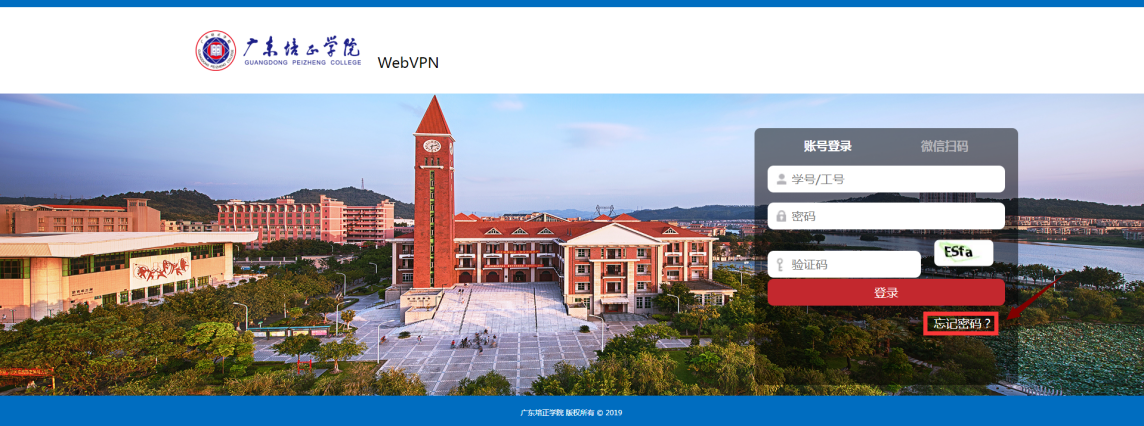 广东培正学院
GUANGDONG PEIZHENG COLLEGE
WebVPN
账号登录 微信扫码
学号/工号
密码
验证码 ESfa
登录
忘记密码？
广东培正学院 版权所有 © 2019